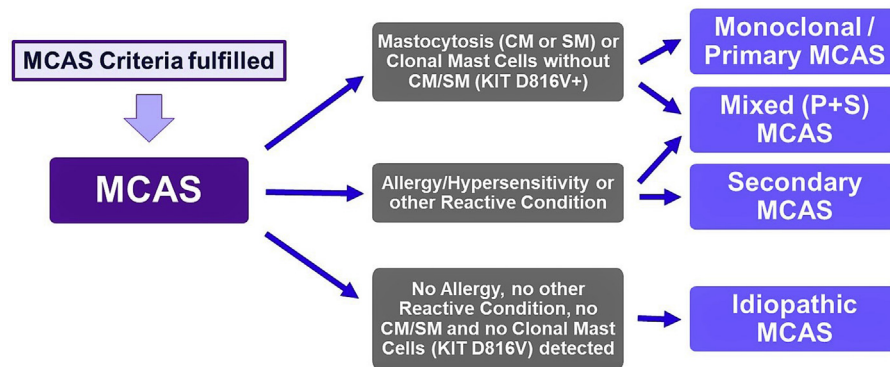 MCAS Criteria fulfilled
MCAS
Mastocytosis (CM or SM) or
Clonal Mast Cells without
CM/SM (KIT D816V+)
Allergy/Hypersensitivity or
other Reactive Condition
No Allergy, no other
Reactive Condition, no
CM/SM and no Clonal Mast
Cells (KIT D816V) detected
Monoclonal /
Primary MCAS
Mixed (P+S)
MCAS
Secondary
MCAS
Idiopathic
MCAS